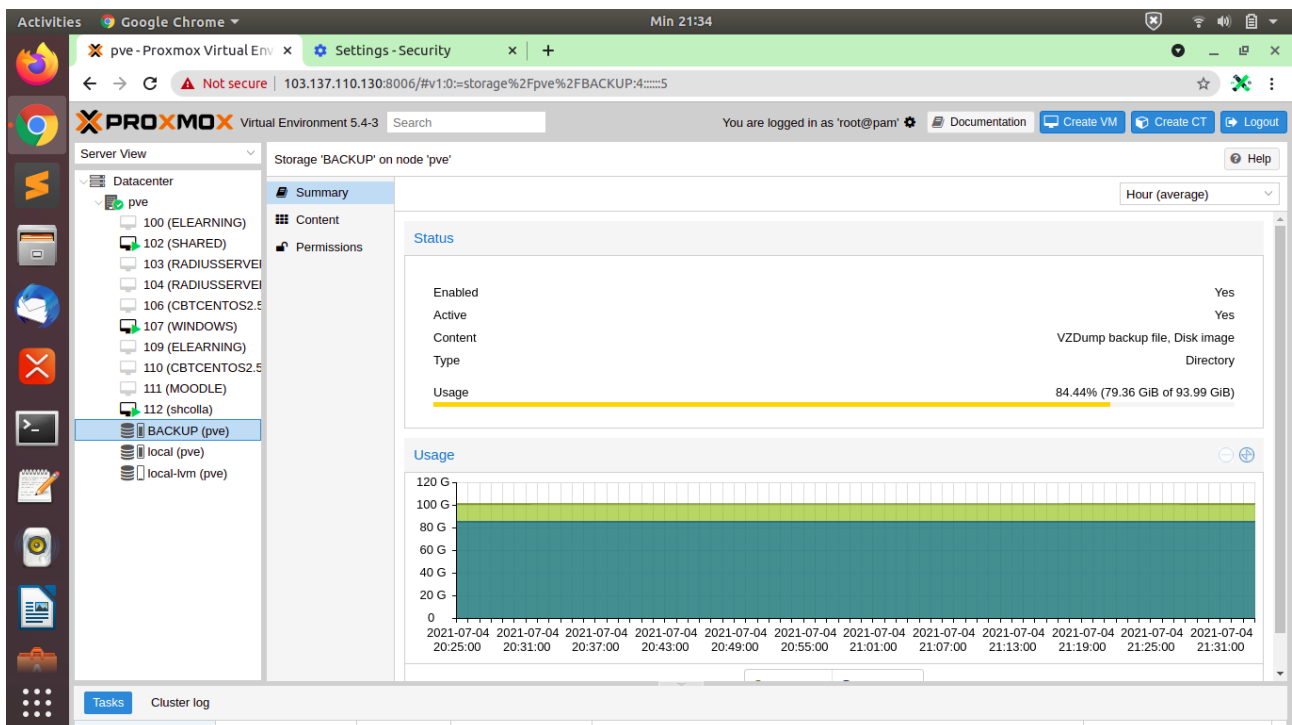 Activities Google Chrome Min 21:34
pve - Proxmox Virtual Env Settings - Security
Not secure 103.137.110.130:8006/#v1:0:=storage%2Fpve%2FBACKUP:4::::::5
PROXMOX Virtual Environment 5.4-3 Search You are logged in as 'root@pam' Documentation Create VM Create CT Logout
Server View
Storage 'BACKUP' on node 'pve' Help
Datacenter
pve
100 (ELEARNING)
102 (SHARED)
103 (RADIUSSERVE
104 (RADIUSSERVE
106 (CBTCENTOS2.5
107 (WINDOWS)
109 (ELEARNING)
110 (CBTCENTOS2.5
111 (MOODLE)
112 (shcolla)
BACKUP (pve)
local (pve)
local-lvm (pve)
Summary
Content
Permissions
Hour (average)
Status
Enabled Yes
Active Yes
Content VZDump backup file, Disk image
Type Directory
Usage 84.44% (79.36 GiB of 93.99 GiB)
Usage
120 G
100 G
80 G
60 G
40 G
20 G
0
2021-07-04 2021-07-04 2021-07-04 2021-07-04 2021-07-04 2021-07-04 2021-07-04 2021-07-04 2021-07-04 2021-07-04 2021-07-04 2021-07-04
20:25:00 20:31:00 20:37:00 20:43:00 20:49:00 20:55:00 21:01:00 21:07:00 21:13:00 21:19:00 21:25:00 21:31:00
Tasks Cluster log